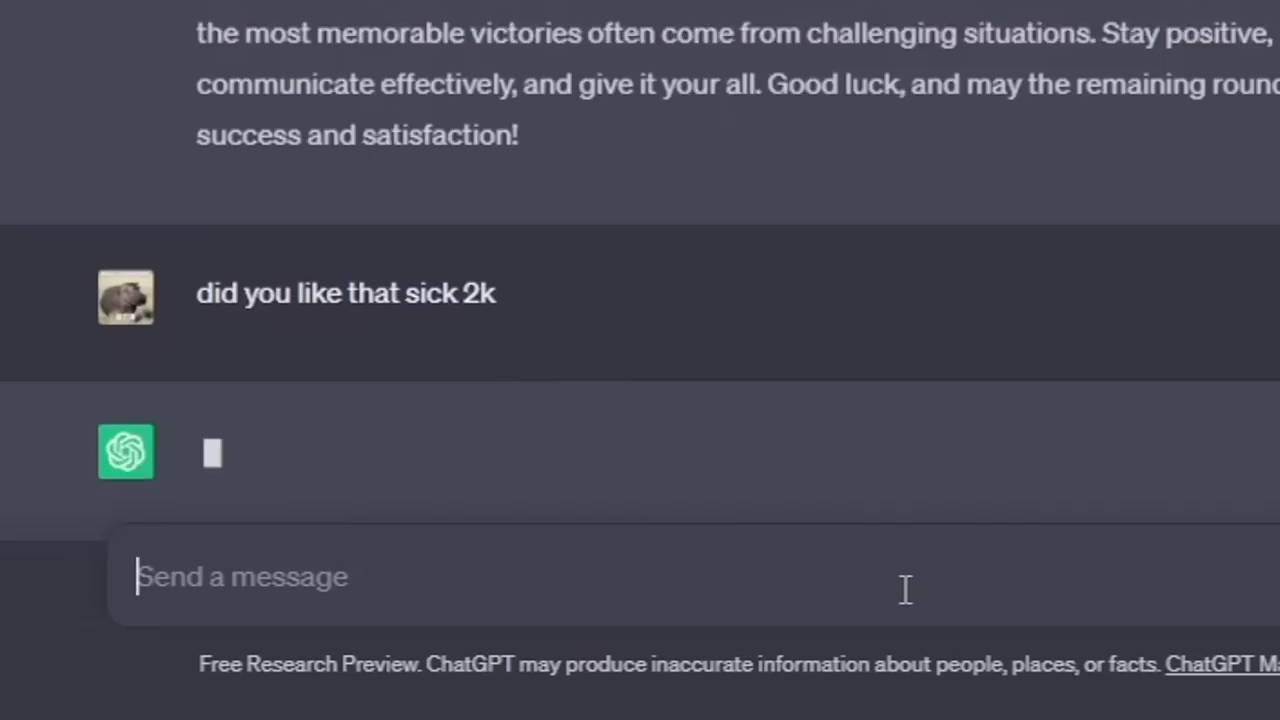 the most memorable victories often come from challenging situations. Stay positive,
communicate effectively, and give it your all. Good luck, and may the remaining
success and satisfaction!
did you like that sick 2k
Send a message
Free Research Preview. ChatGPT may produce inaccurate information about people, places, or facts. ChatGPT